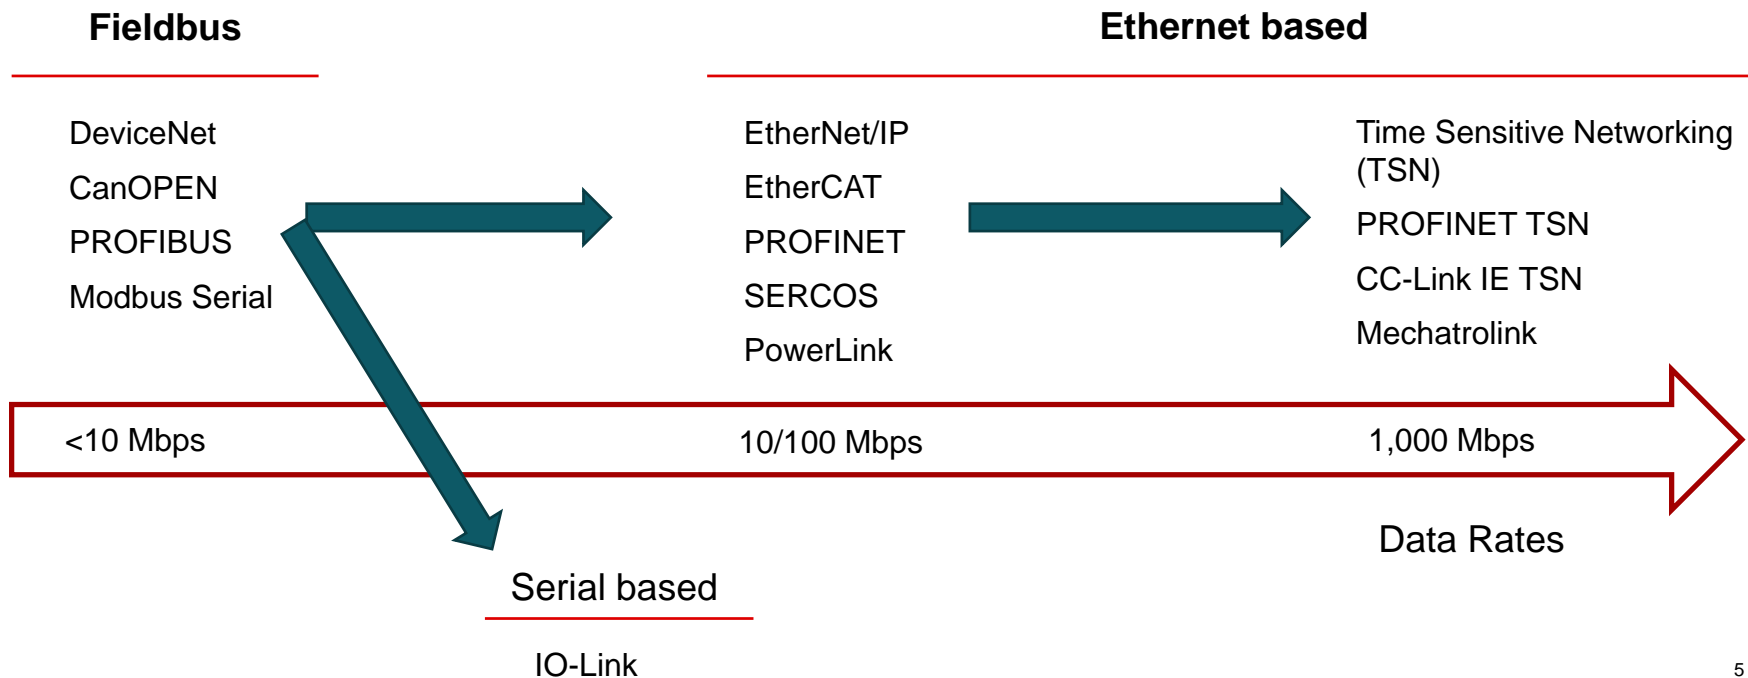 Fieldbus
Ethernet based
DeviceNet
CanOPEN
PROFIBUS
Modbus Serial
EtherNet/IP
EtherCAT
PROFINET
SERCOS
PowerLink
Time Sensitive Networking
(TSN)
PROFINET TSN
CC-Link IE TSN
Mechatrolink
<10 Mbps
10/100 Mbps
1,000 Mbps
Data Rates
Serial based
IO-Link
5